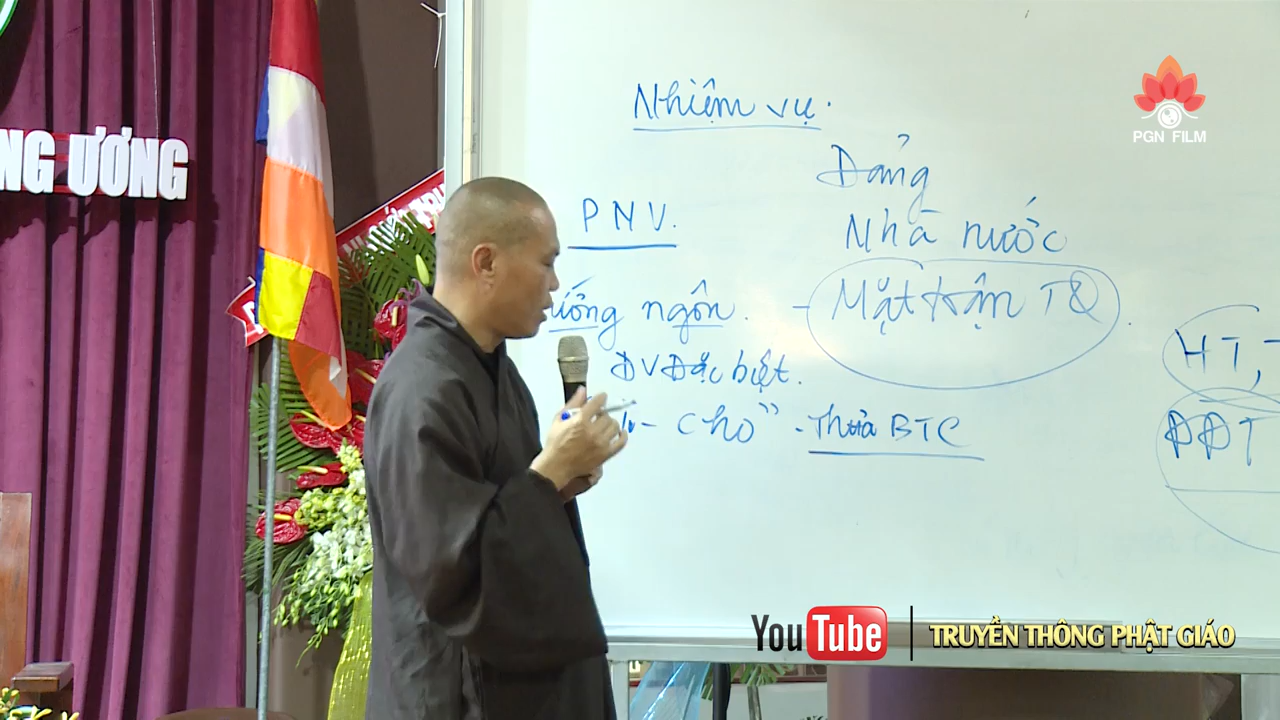 NG ƯƠNG
Nhiệm vụ.
Đảng
PNV.
Nhà nước
ướng ngôn. - Mặt trận TQ.
ĐV Đặc biệt.
- Cho" - Thưa BTC
HT, T
ĐĐT
PGN FILM
YouTube
TRUYỀN THÔNG PHẬT GIÁO